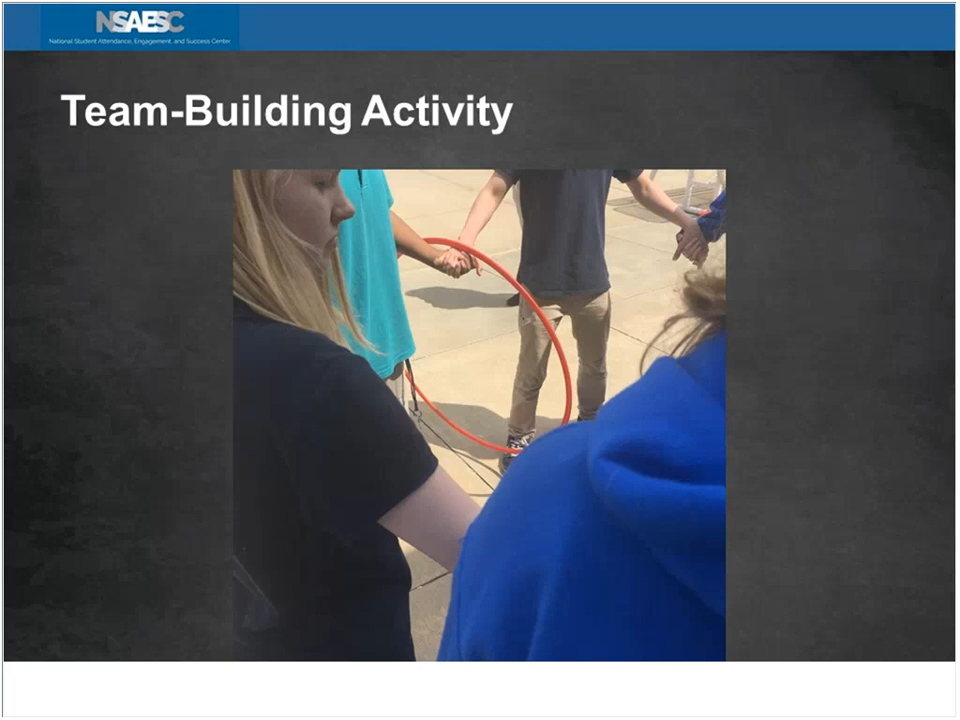 NSAESC
National Student Attendance, Engagement, and Success Center
Team-Building Activity